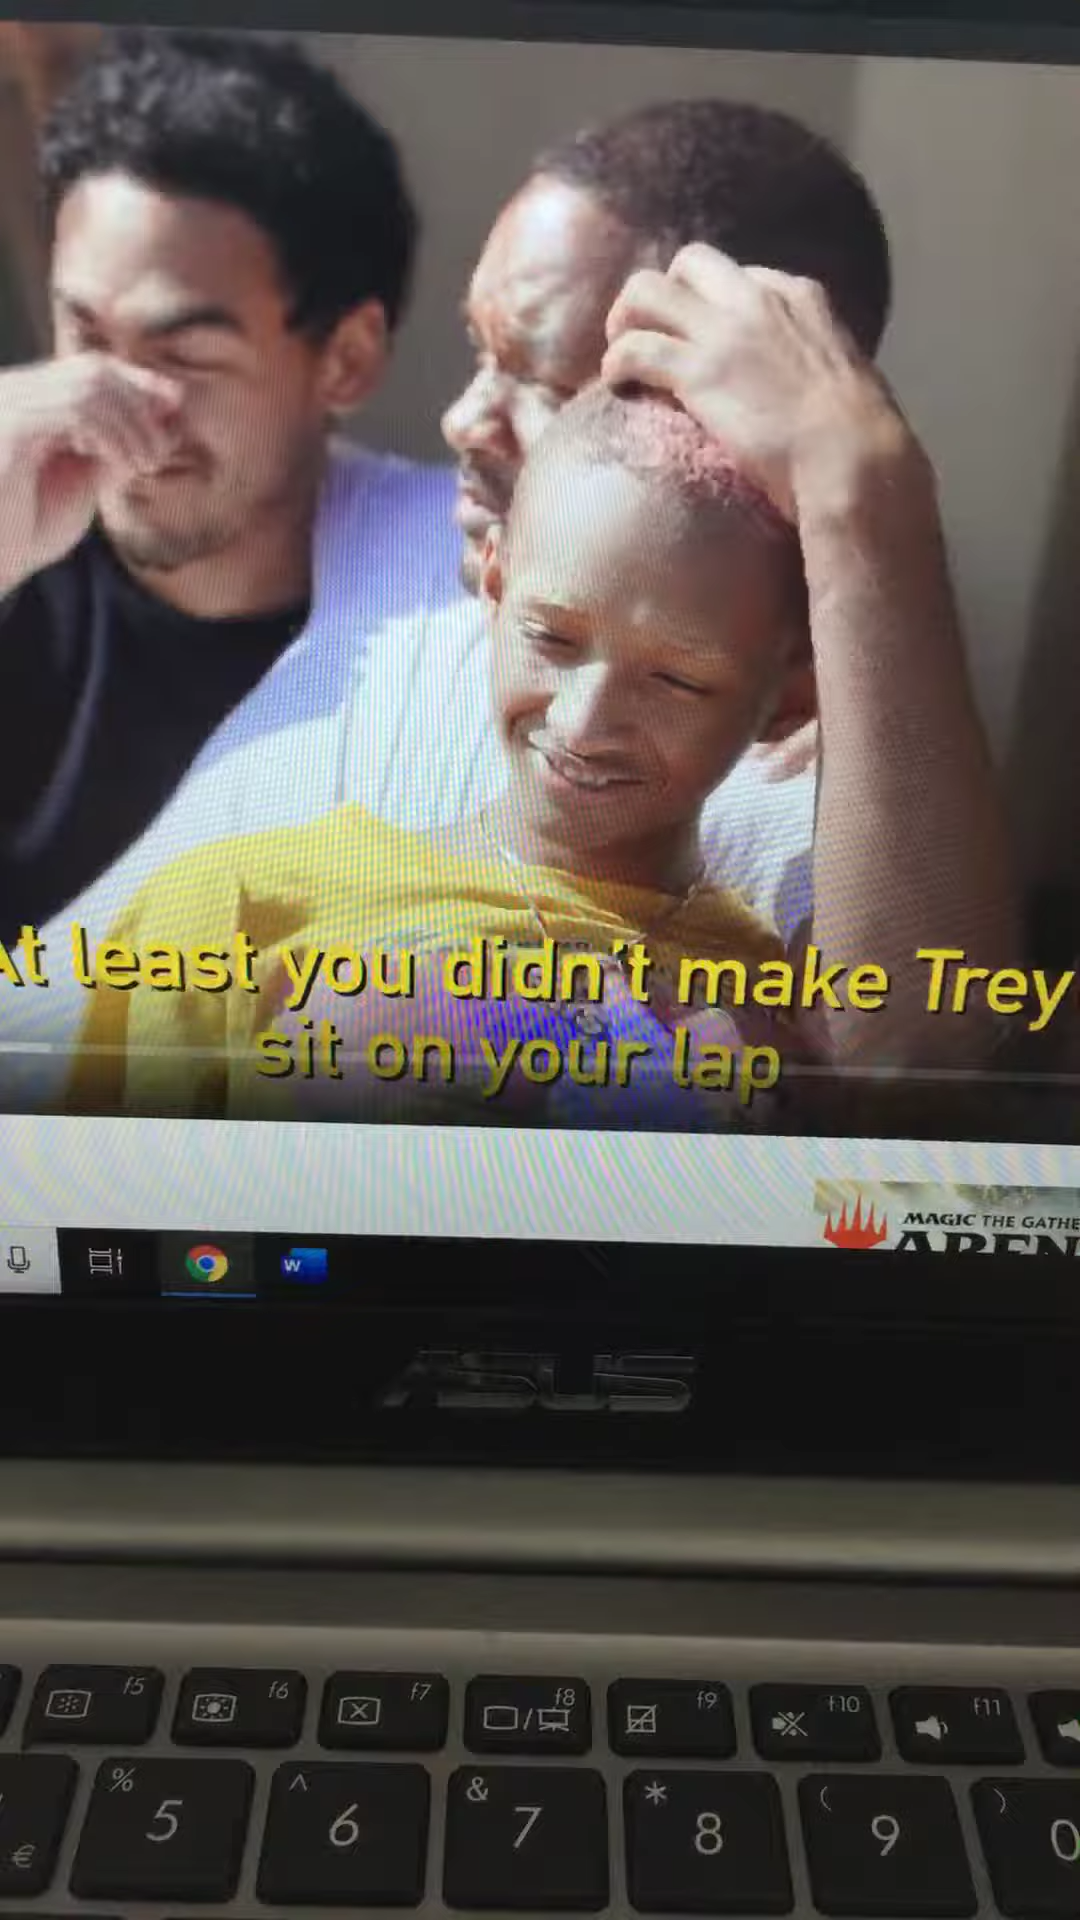 At least you didn't make Trey
sit on your lap
MAGIC THE GATHE
AREN
W
ASUS
f5 f6 f7 f8 f9 f10 f11
% 5 ^ 6 & 7 * 8 ( 9 ) 0
€